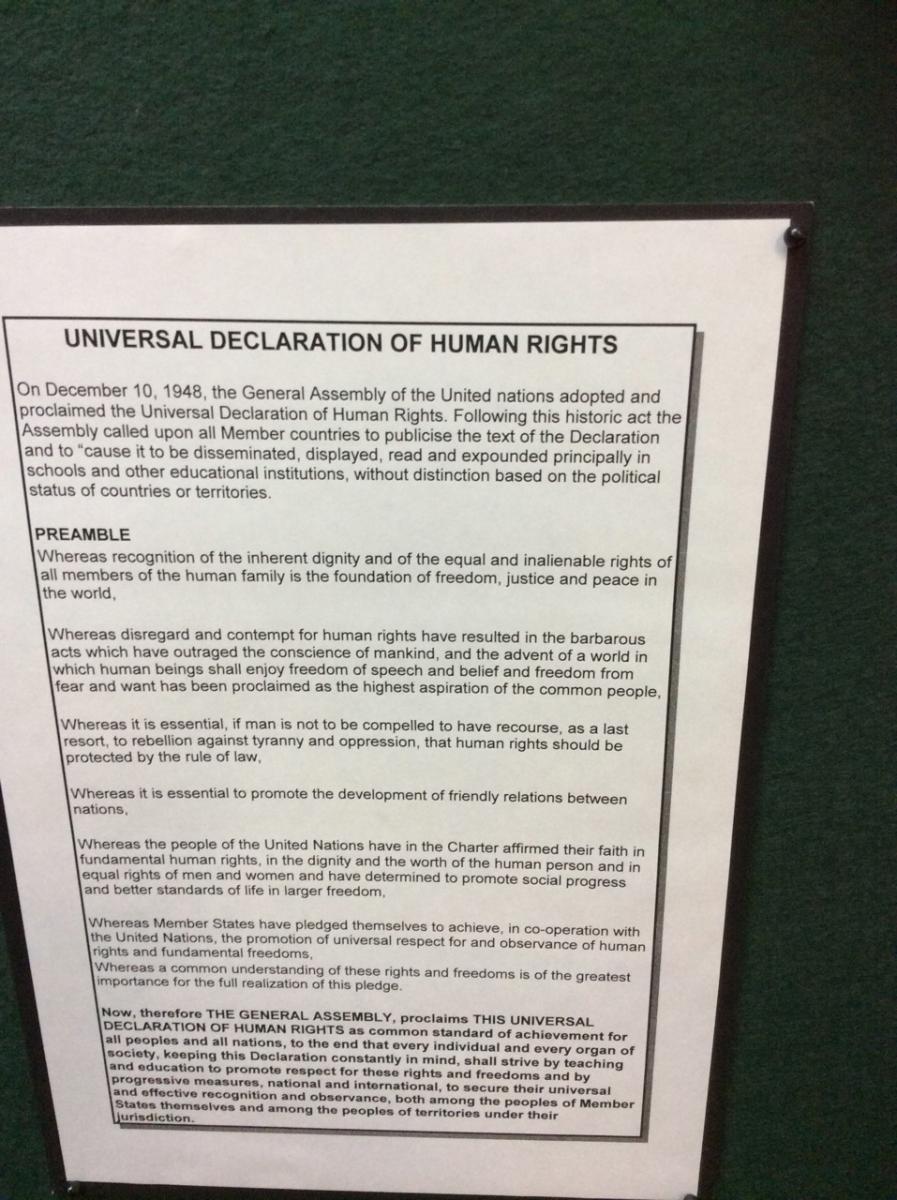 UNIVERSAL DECLARATION OF HUMAN RIGHTS
On December 10, 1948, the General Assembly of the United nations adopted and
proclaimed the Universal Declaration of Human Rights. Following this historic act the
Assembly called upon all Member countries to publicise the text of the Declaration
and to “cause it to be disseminated, displayed, read and expounded principally in
schools and other educational institutions, without distinction based on the political
status of countries or territories.
PREAMBLE
Whereas recognition of the inherent dignity and of the equal and inalienable rights of
all members of the human family is the foundation of freedom, justice and peace in
the world,
Whereas disregard and contempt for human rights have resulted in the barbarous
acts which have outraged the conscience of mankind, and the advent of a world in
which human beings shall enjoy freedom of speech and belief and freedom from
fear and want has been proclaimed as the highest aspiration of the common people,
Whereas it is essential, if man is not to be compelled to have recourse, as a last
resort, to rebellion against tyranny and oppression, that human rights should be
protected by the rule of law,
Whereas it is essential to promote the development of friendly relations between
nations,
Whereas the people of the United Nations have in the Charter affirmed their faith in
fundamental human rights, in the dignity and the worth of the human person and in
equal rights of men and women and have determined to promote social progress
and better standards of life in larger freedom,
Whereas Member States have pledged themselves to achieve, in co-operation with
the United Nations, the promotion of universal respect for and observance of human
rights and fundamental freedoms,
Whereas a common understanding of these rights and freedoms is of the greatest
importance for the full realization of this pledge.
Now, therefore THE GENERAL ASSEMBLY, proclaims THIS UNIVERSAL
DECLARATION OF HUMAN RIGHTS as common standard of achievement for
all peoples and all nations, to the end that every individual and every organ of
society, keeping this Declaration constantly in mind, shall strive by teaching
and education to promote respect for these rights and freedoms and by
progressive measures, national and international, to secure their universal
and effective recognition and observance, both among the peoples of Member
States themselves and among the peoples of territories under their
jurisdiction.